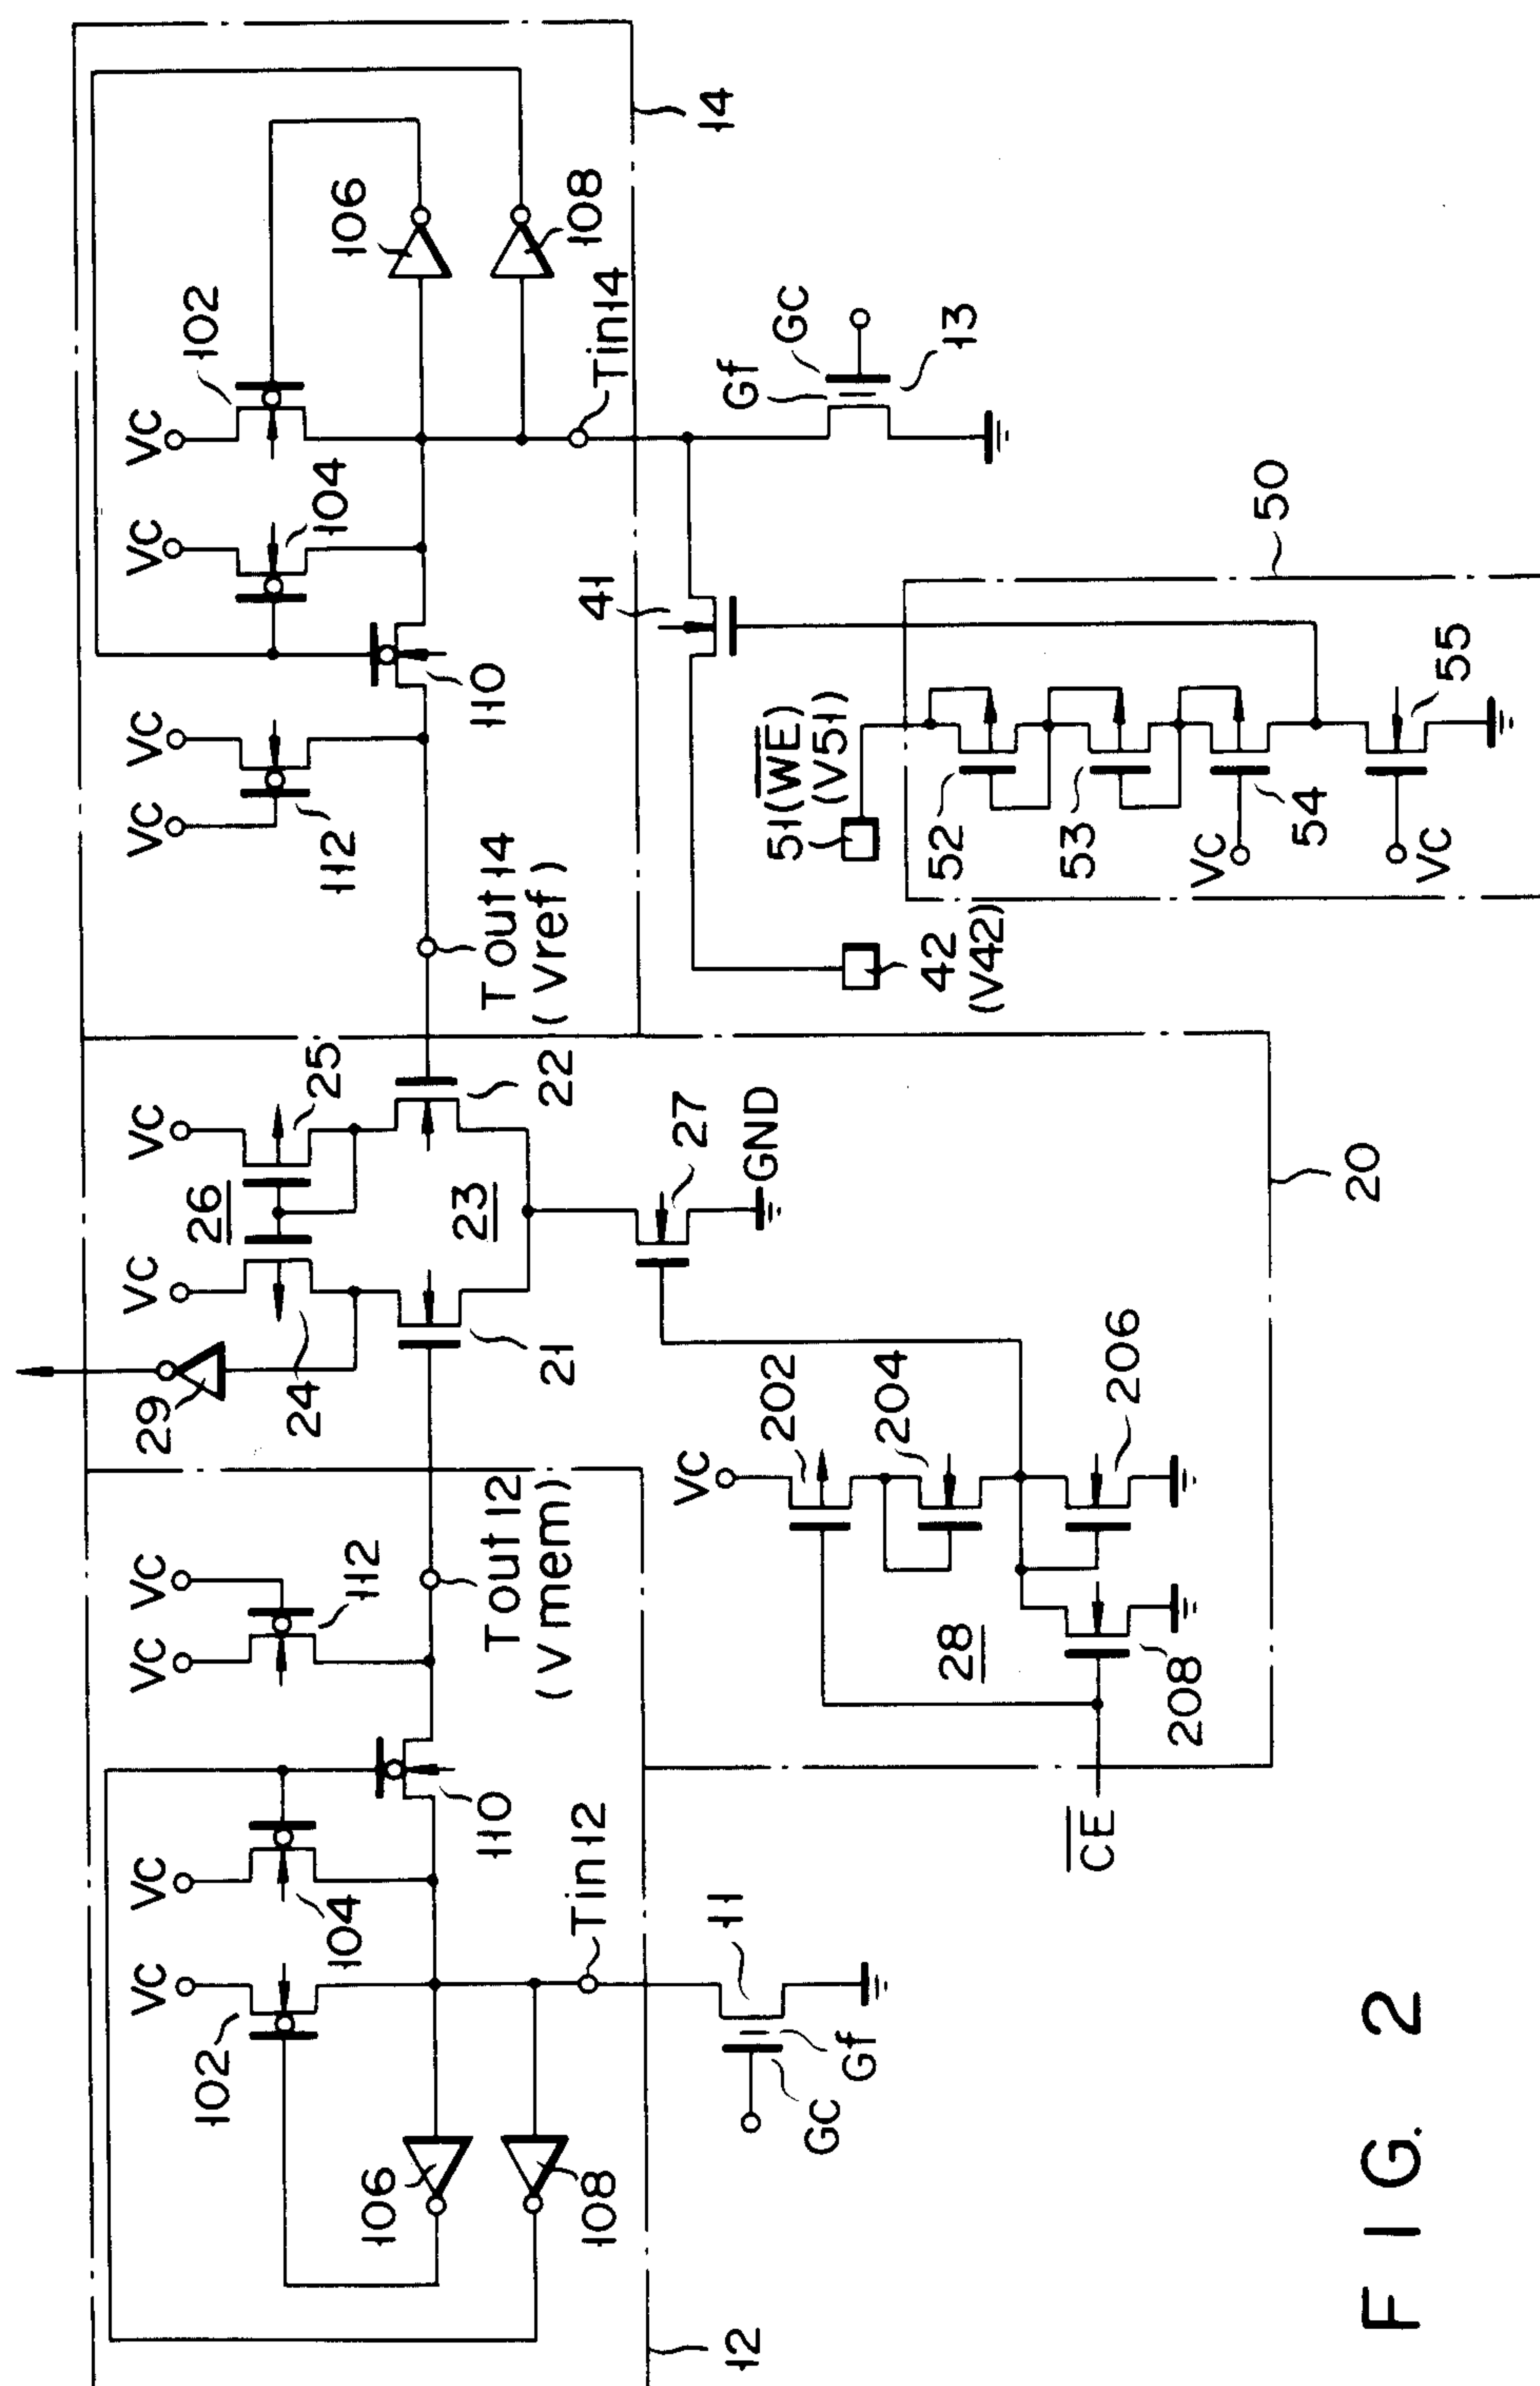 VC
VC
VC
VC
29
VC
VC
VC
VC
VC
VC
102
104
112
24
26
25
112
104
102
106
106
110
Tout12
(Vmem)
21
23
22
Tout14
(Vref)
110
108
Tin12
41
Tin14
108
12
11
VC
27
14
GC
Gf
202
GND
51(WE)
(V51)
Gf
GC
13
204
28
42
(V42)
52
53
CE
208
206
VC
54
50
20
VC
55
FIG. 2